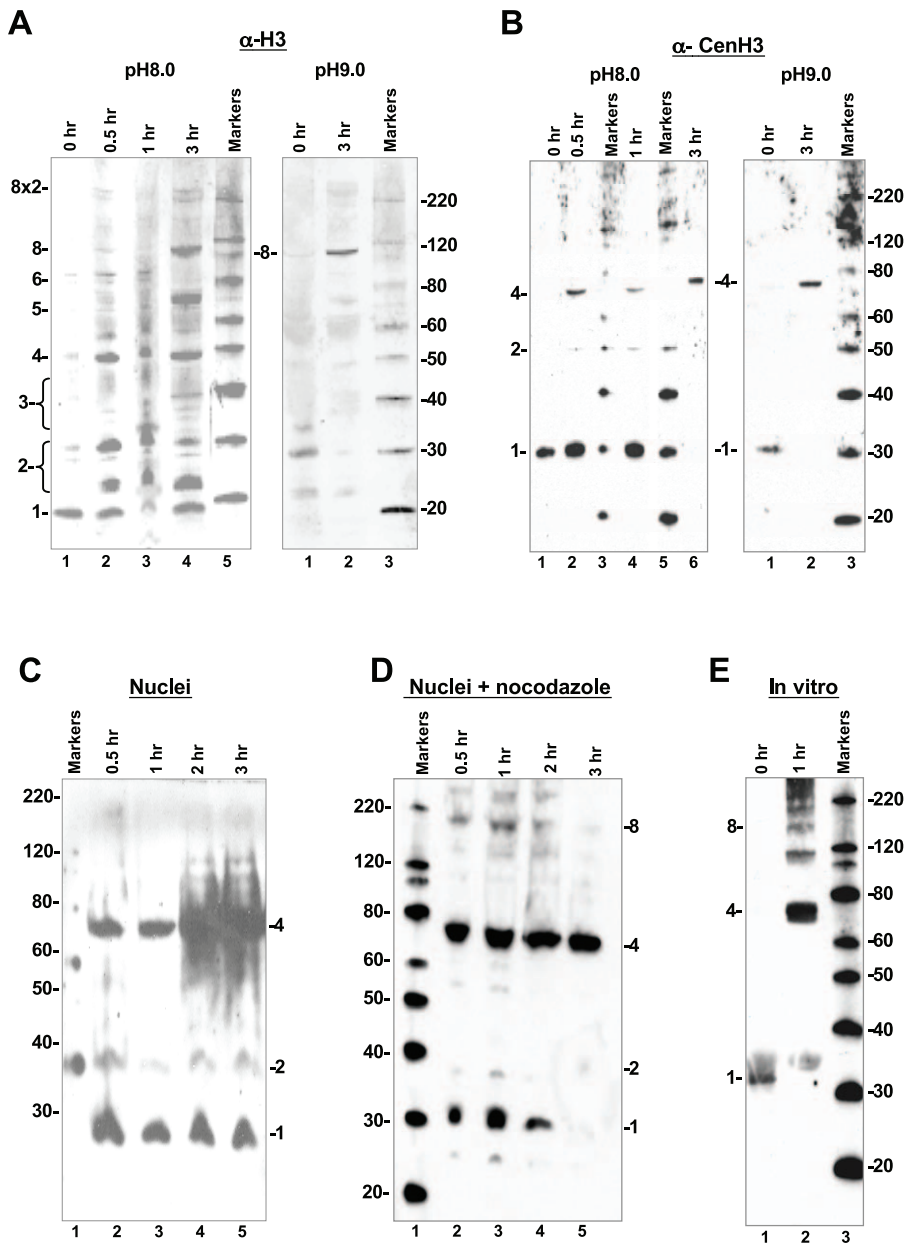 A
α-H3
pH8.0
pH9.0
0 hr
0.5 hr
1 hr
3 hr
Markers
0 hr
3 hr
Markers
8x2-
8-
6-
5-
4-
3-
2-
1-
-8-
-220
-120
-80
-60
-50
-40
-30
-20
1 2 3 4 5
1 2 3
B
α- CenH3
pH8.0
pH9.0
0 hr
0.5 hr
Markers
1 hr
Markers
3 hr
0 hr
3 hr
Markers
4-
2-
1-
-4-
-1-
-220
-120
-80
-60
-50
-40
-30
-20
1 2 3 4 5 6
1 2 3
C
Nuclei
Markers
0.5 hr
1 hr
2 hr
3 hr
220-
120-
80-
60-
50-
40-
30-
-4
-2
-1
1 2 3 4 5
D
Nuclei + nocodazole
Markers
0.5 hr
1 hr
2 hr
3 hr
220-
120-
80-
60-
50-
40-
30-
20-
-8
-4
-2
-1
1 2 3 4 5
E
In vitro
0 hr
1 hr
Markers
8-
4-
1-
-220
-120
-80
-60
-50
-40
-30
-20
1 2 3